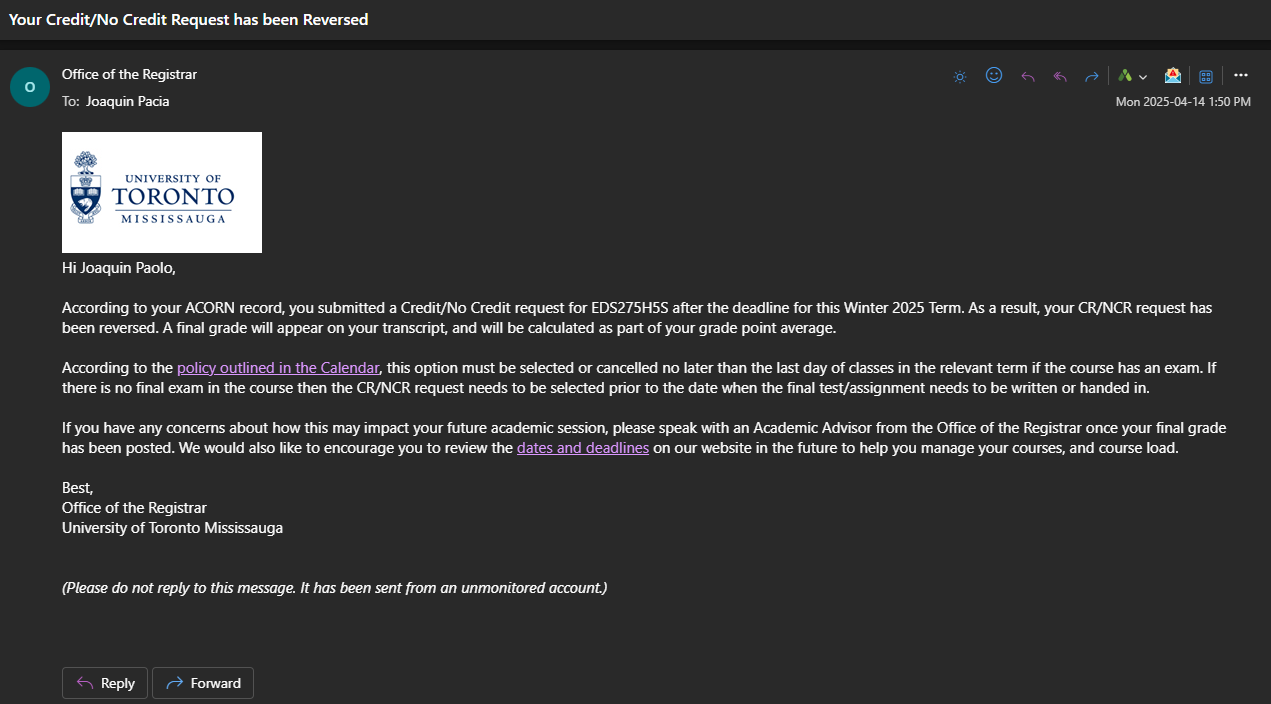 Your Credit/No Credit Request has been Reversed
O
Office of the Registrar
To: Joaquin Pacia
Mon 2025-04-14 1:50 PM
UNIVERSITY OF
TORONTO
MISSISSAUGA
Hi Joaquin Paolo,
According to your ACORN record, you submitted a Credit/No Credit request for EDS275H5S after the deadline for this Winter 2025 Term. As a result, your CR/NCR request has
been reversed. A final grade will appear on your transcript, and will be calculated as part of your grade point average.
According to the policy outlined in the Calendar, this option must be selected or cancelled no later than the last day of classes in the relevant term if the course has an exam. If
there is no final exam in the course then the CR/NCR request needs to be selected prior to the date when the final test/assignment needs to be written or handed in.
If you have any concerns about how this may impact your future academic session, please speak with an Academic Advisor from the Office of the Registrar once your final grade
has been posted. We would also like to encourage you to review the dates and deadlines on our website in the future to help you manage your courses, and course load.
Best,
Office of the Registrar
University of Toronto Mississauga
(Please do not reply to this message. It has been sent from an unmonitored account.)
Reply
Forward